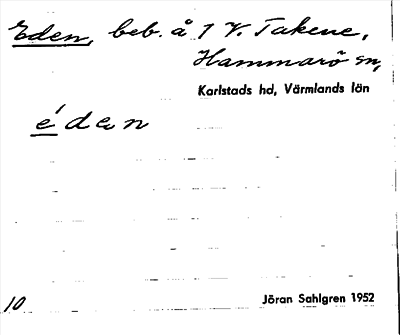 Eden, beb. å 1 V. Takene,
Hammarö sn,
Karlstads hd, Värmlands län
éden
10
Jöran Sahlgren 1952